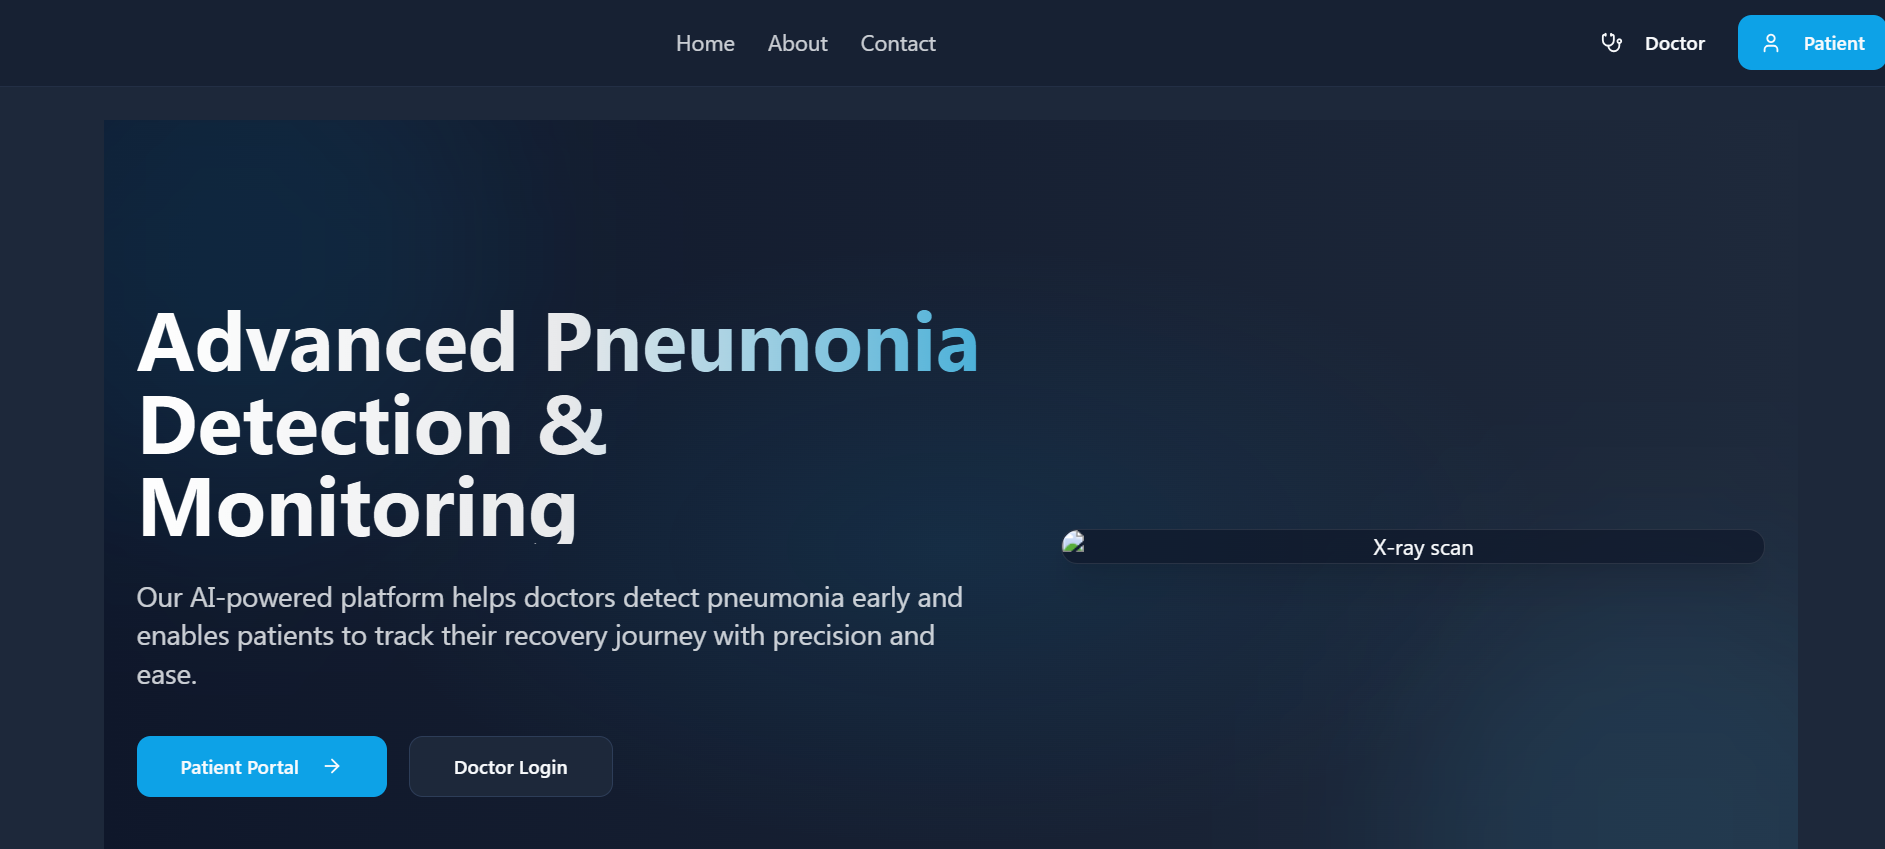 Home About Contact
Doctor
Patient
Advanced Pneumonia
Detection &
Monitoring
X-ray scan
Our AI-powered platform helps doctors detect pneumonia early and
enables patients to track their recovery journey with precision and
ease.
Patient Portal
Doctor Login